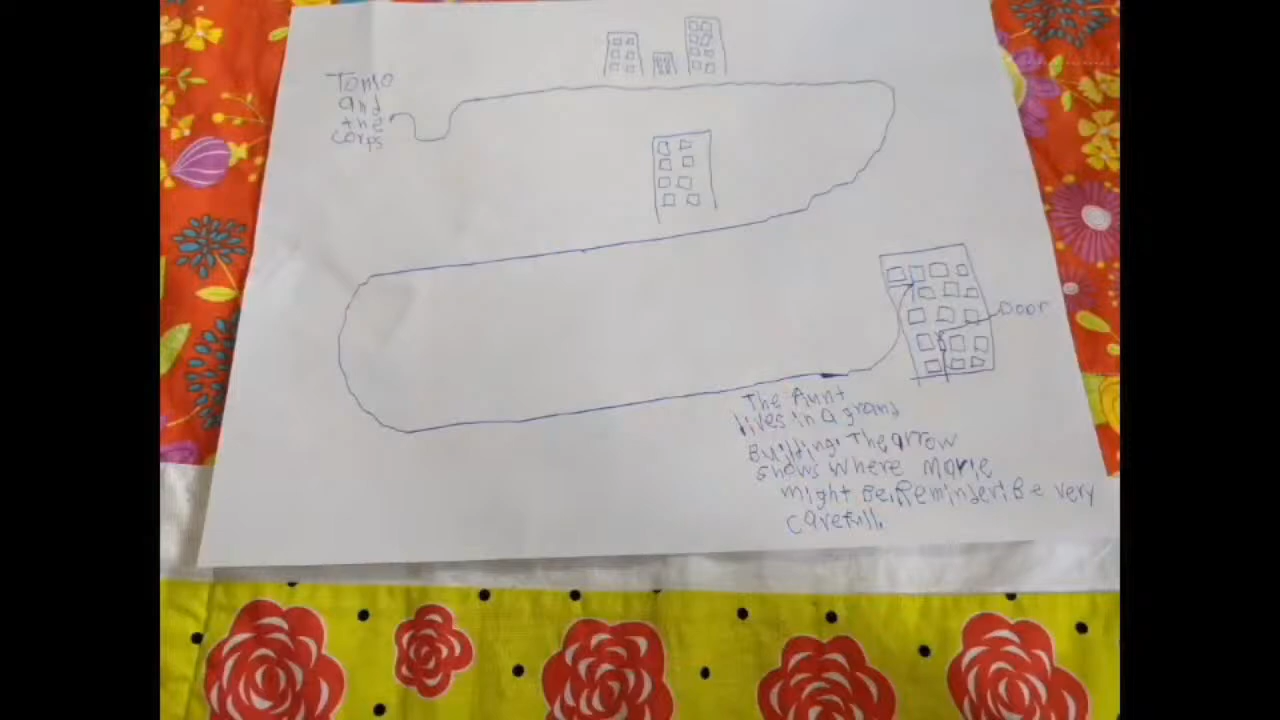 Tomo
and
the
corps
Door
The Aunt
lives in a grand
Building. The arrow
shows where Marie
might Be. Reminder: Be very
carefull.